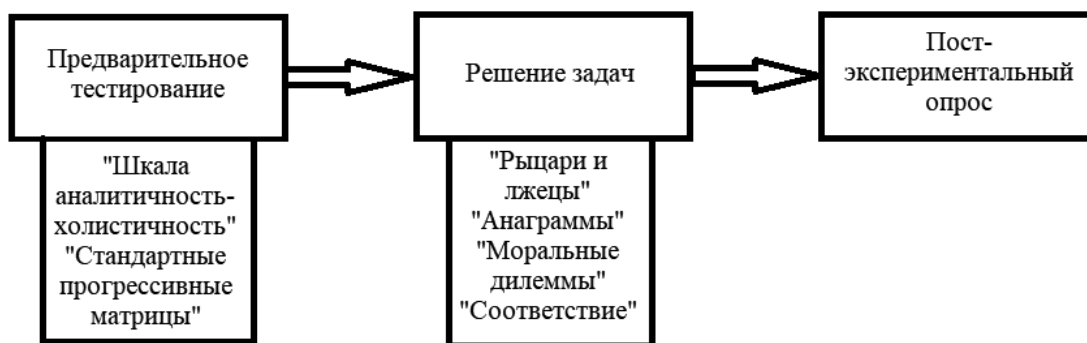 Предварительное
тестирование
Решение задач
Пост-
экспериментальный
опрос
"Шкала
аналитичность-
холистичность"
"Стандартные
прогрессивные
матрицы"
"Рыцари и
лжецы"
"Анаграммы"
"Моральные
дилеммы"
"Соответствие"